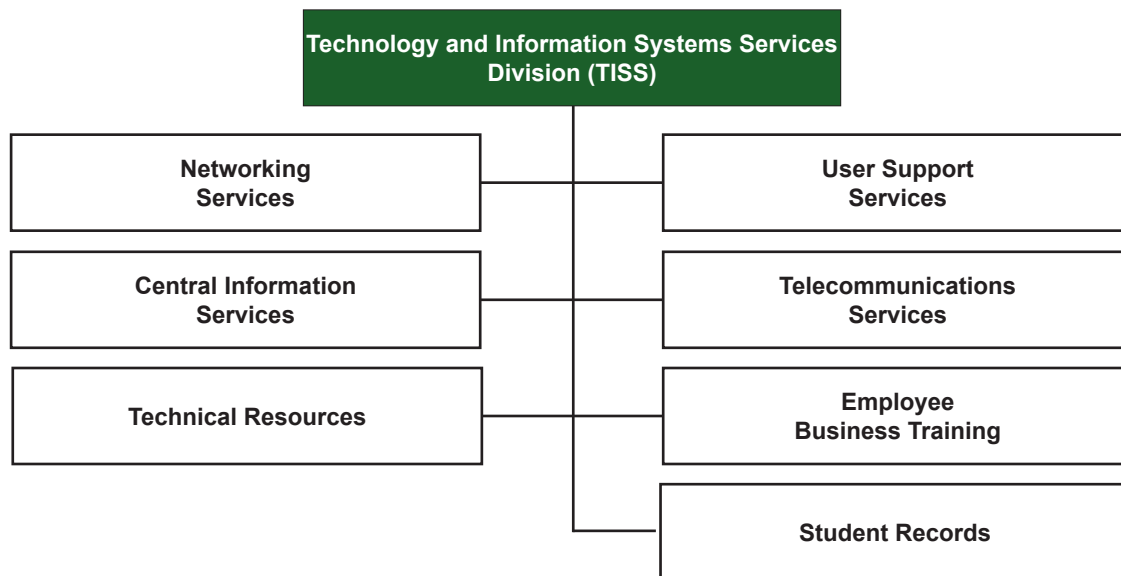 Technology and Information Systems Services
Division (TISS)
Networking
Services
User Support
Services
Central Information
Services
Telecommunications
Services
Technical Resources
Employee
Business Training
Student Records